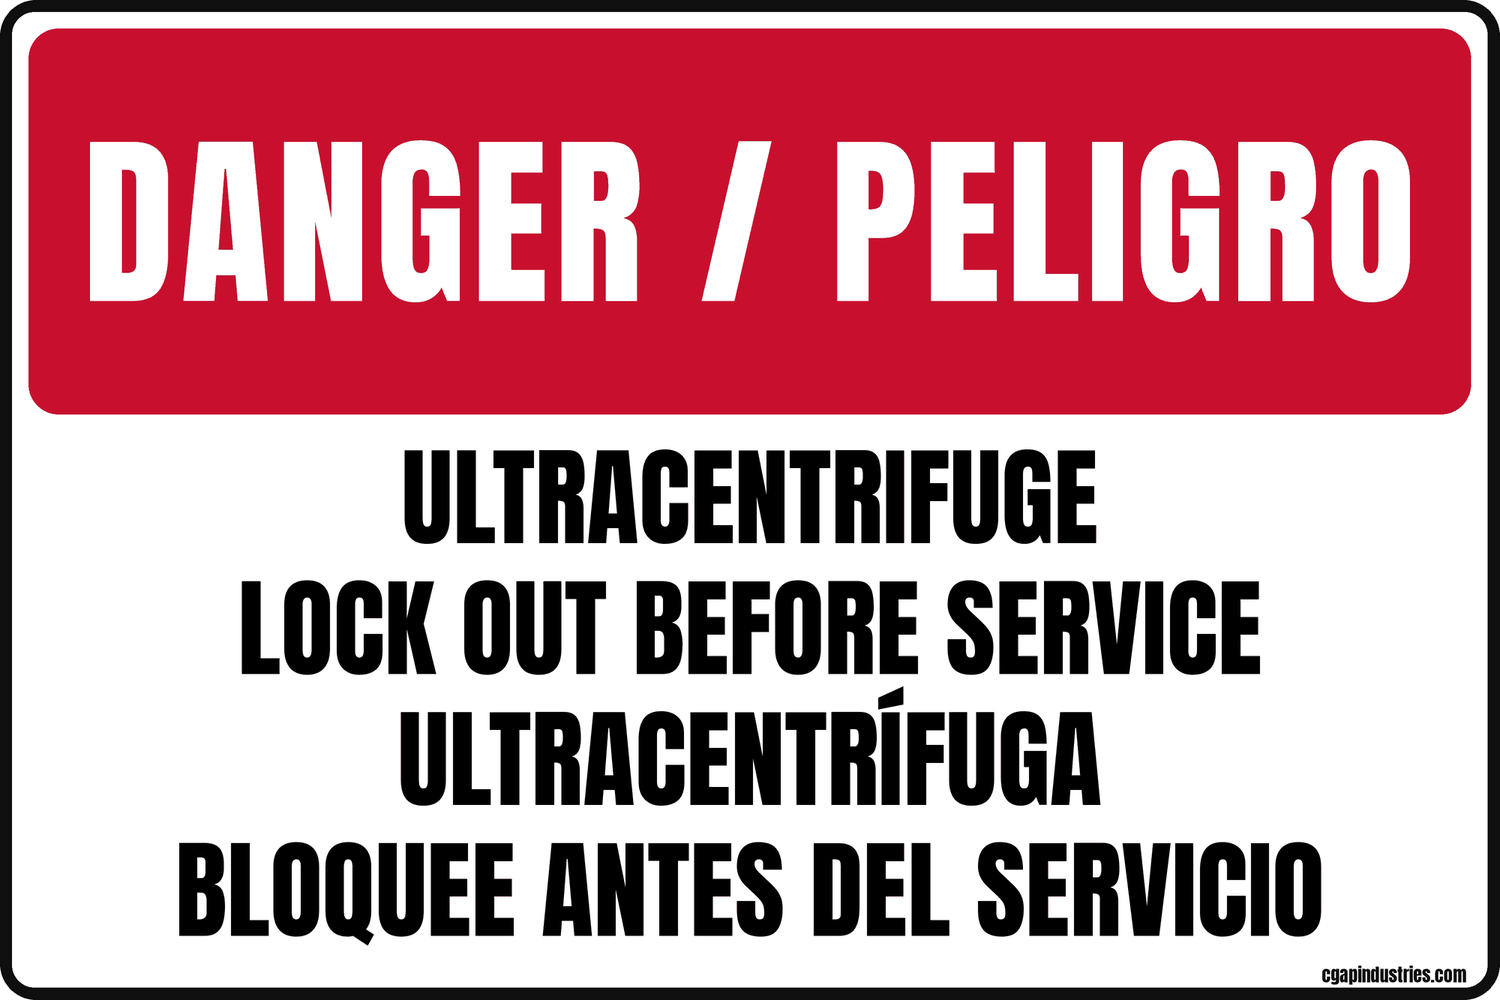 DANGER / PELIGRO
ULTRACENTRIFUGE
LOCK OUT BEFORE SERVICE
ULTRACENTRÍFUGA
BLOQUEE ANTES DEL SERVICIO
cgapindustries.com